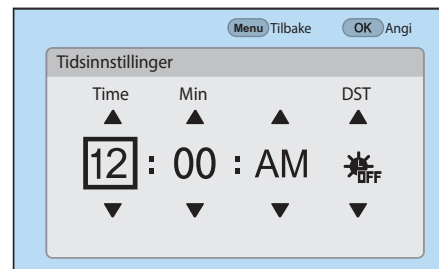 Menu Tilbake OK Angi
Tidsinnstillinger
Time Min DST
12 : 00 : AM OFF